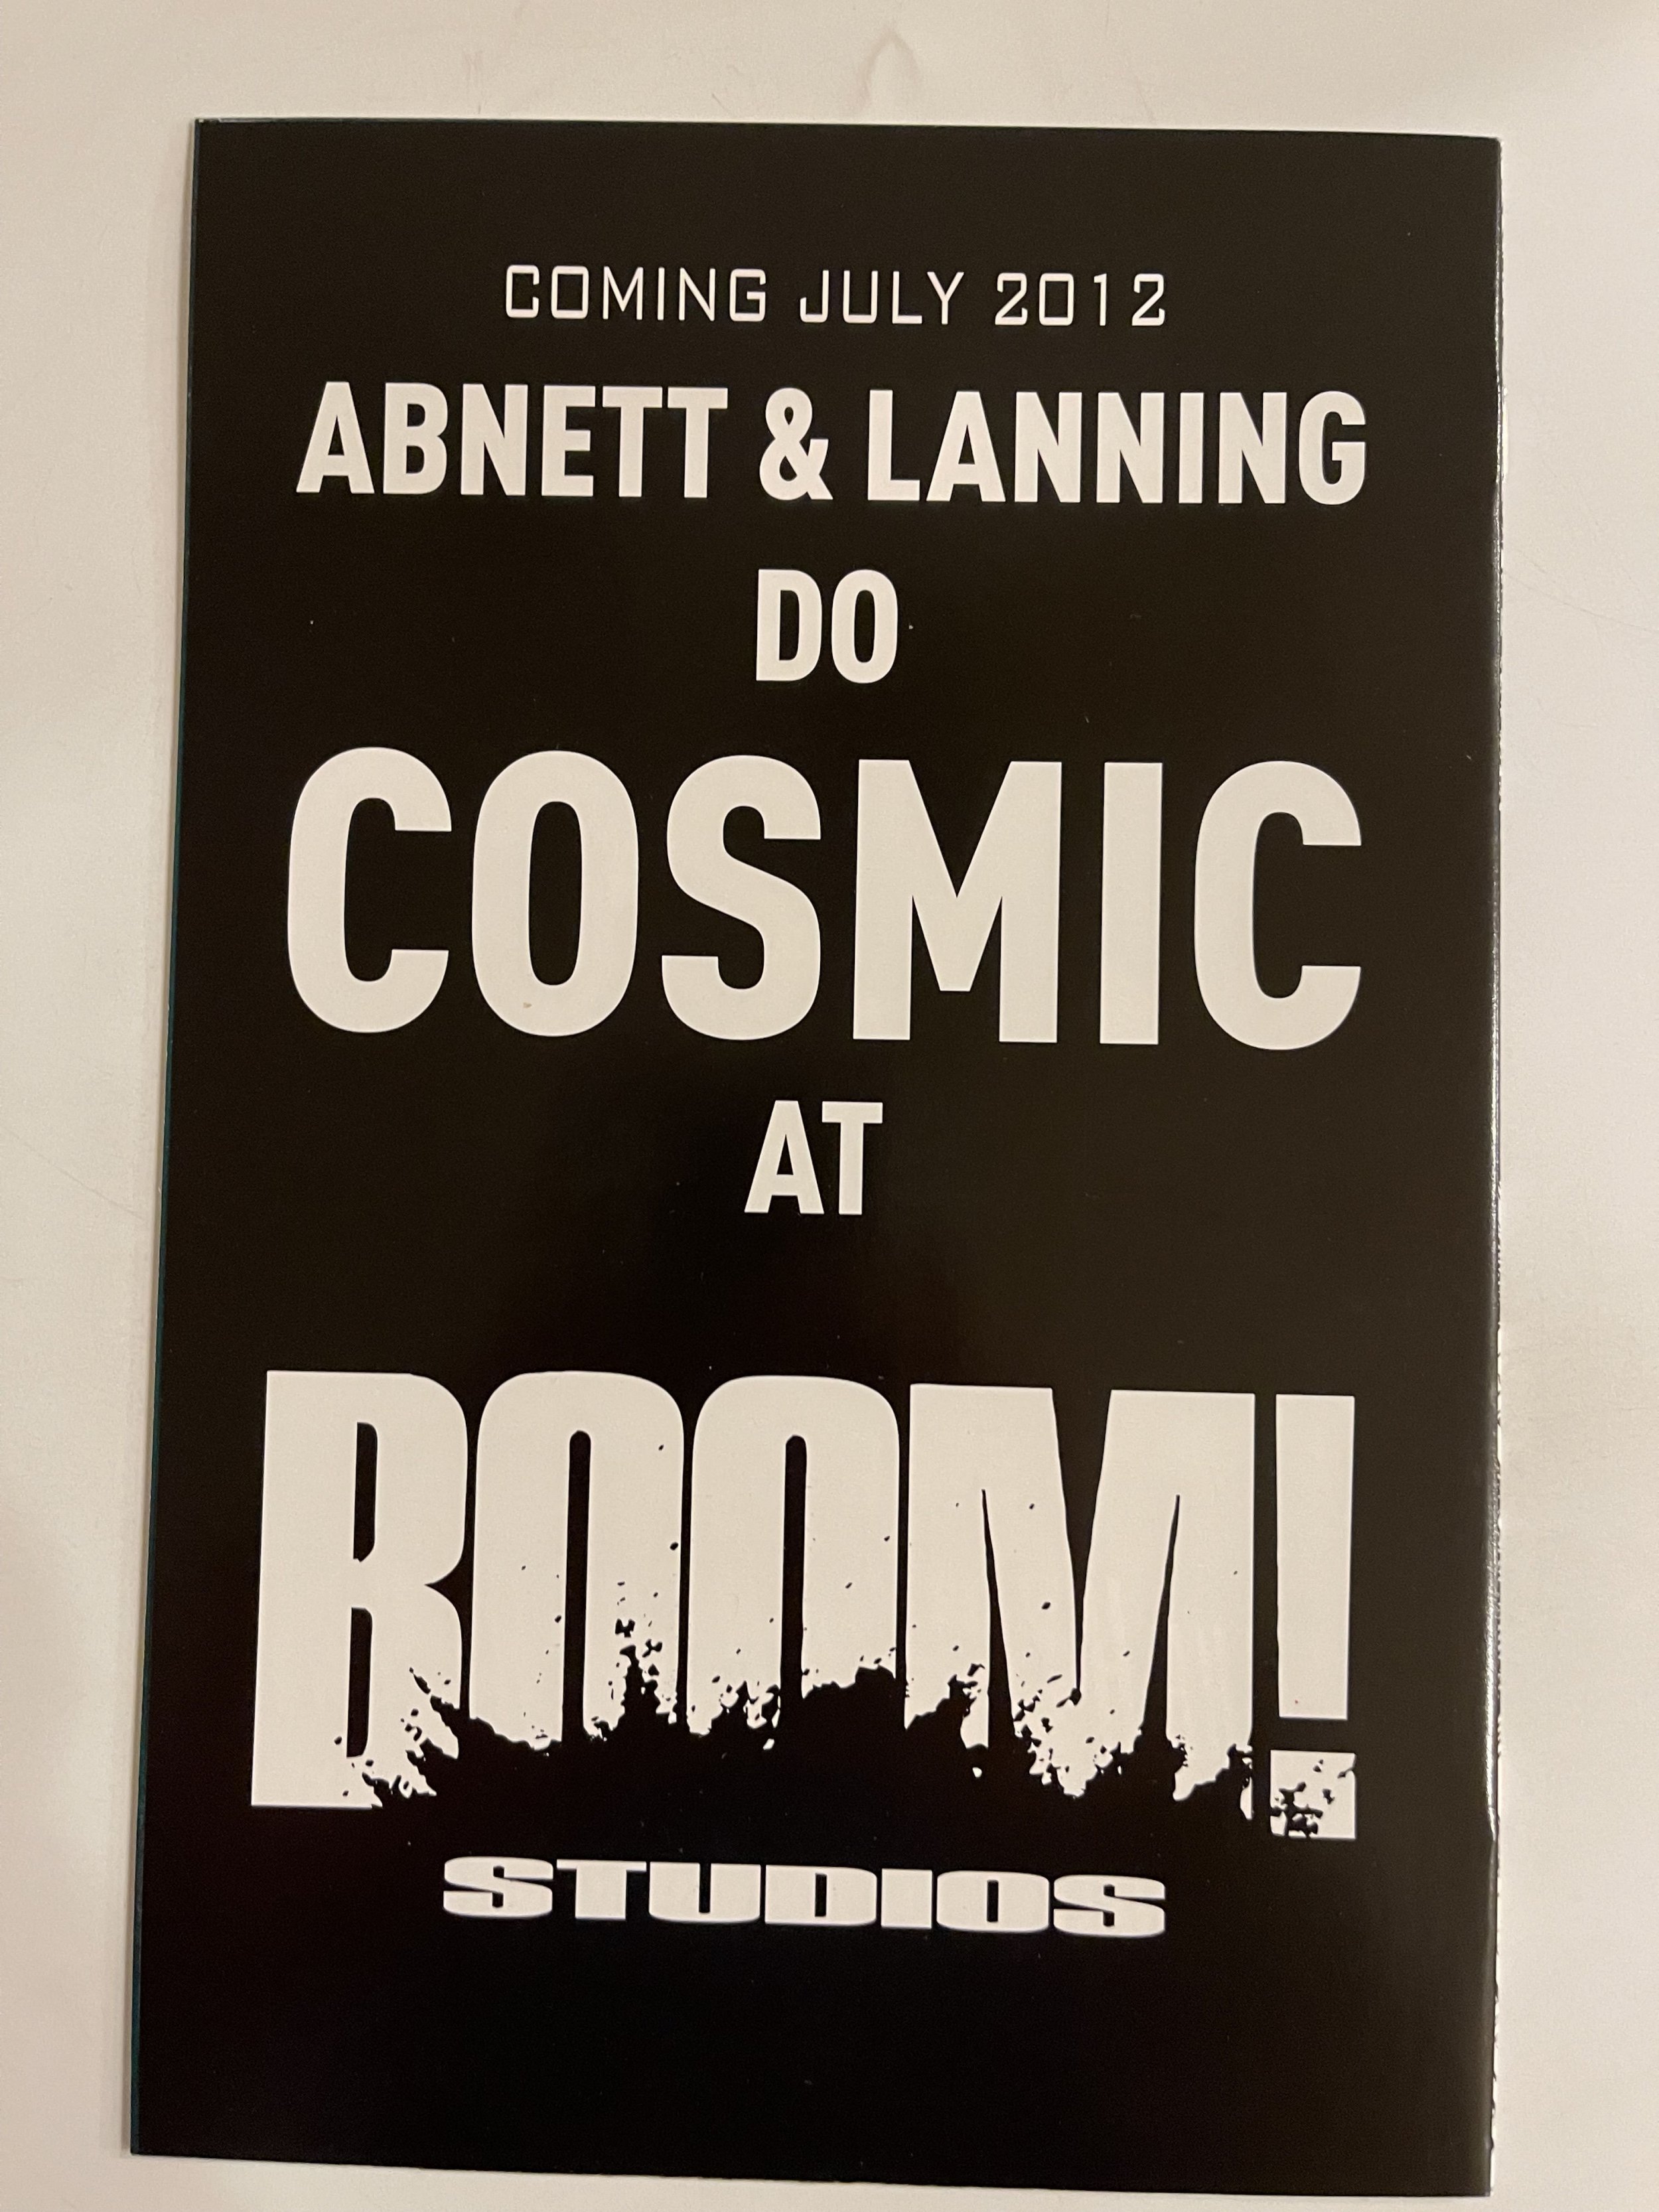 COMING JULY 2012
ABNETT & LANNING
DO
COSMIC
AT
BOOM!
STUDIOS